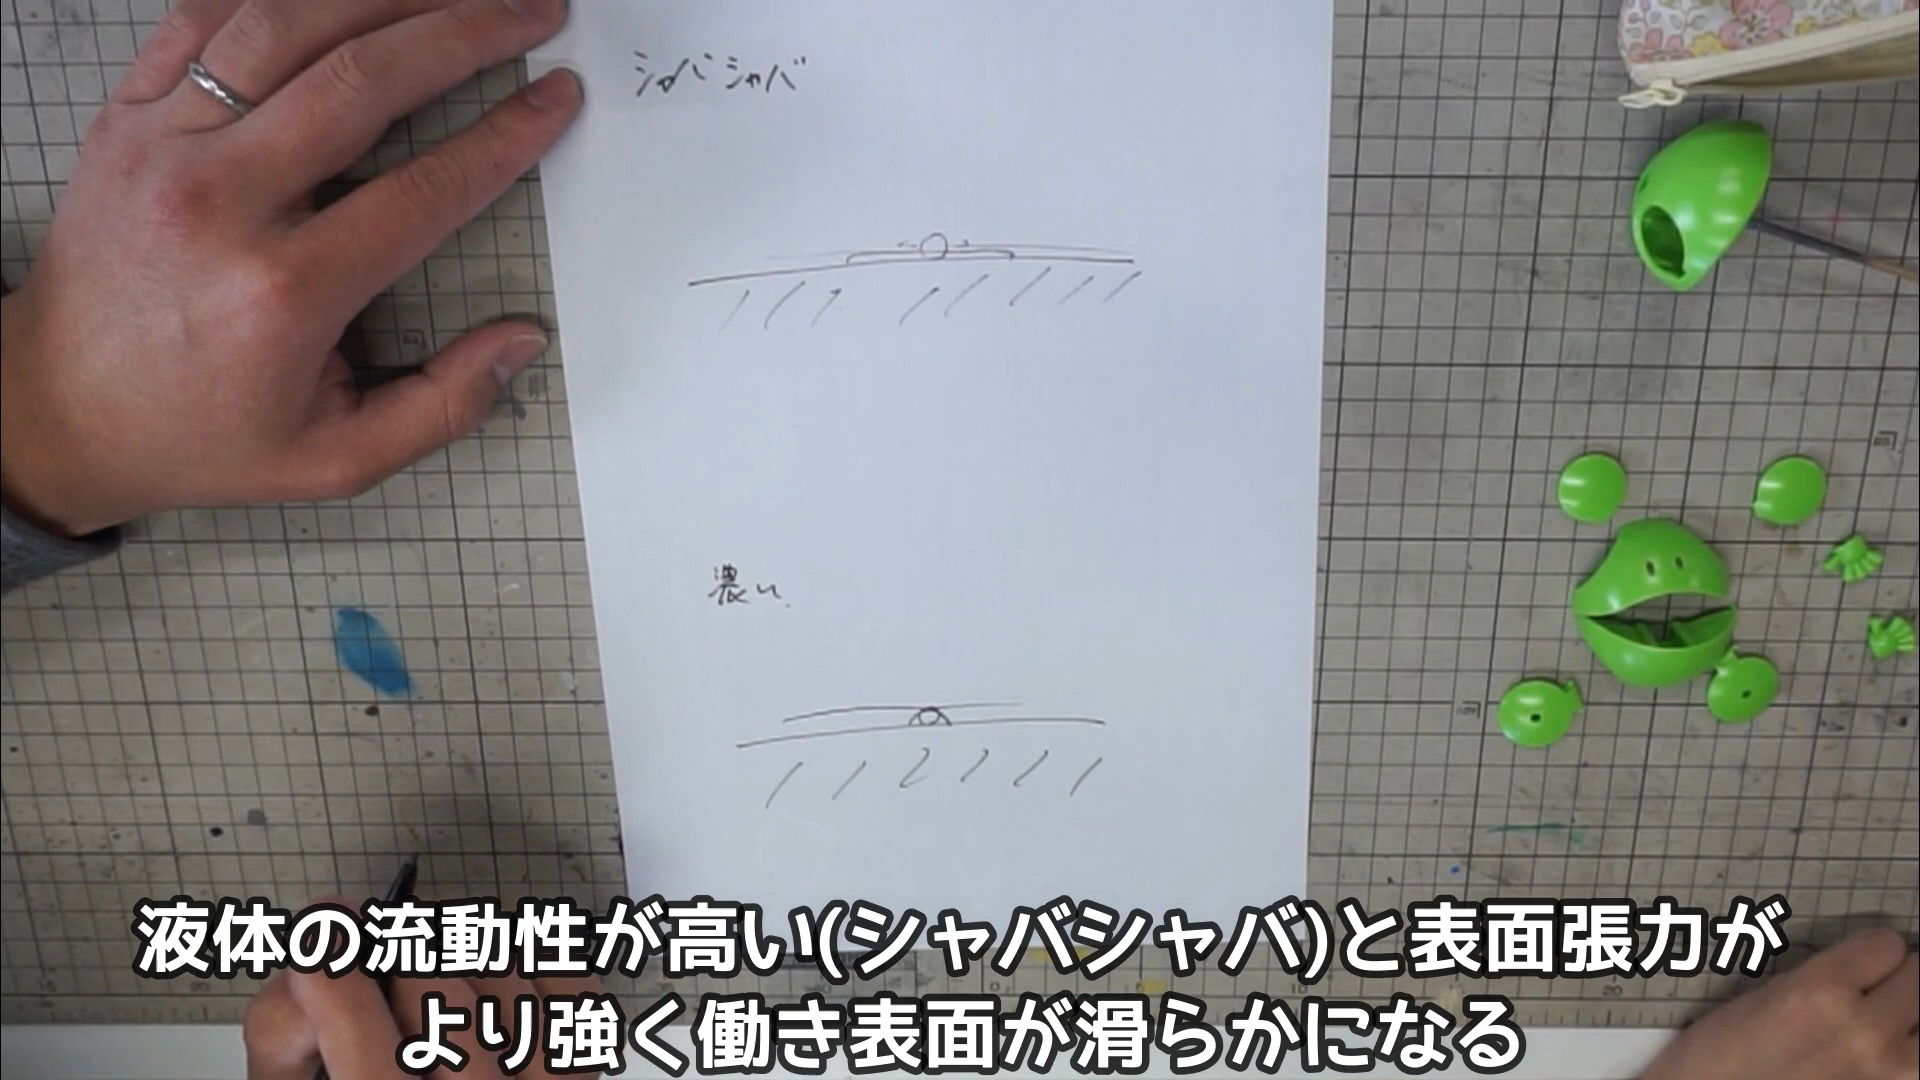 シャバシャバ
濃い
液体の流動性が高い(シャバシャバ)と表面張力が
より強く働き表面が滑らかになる